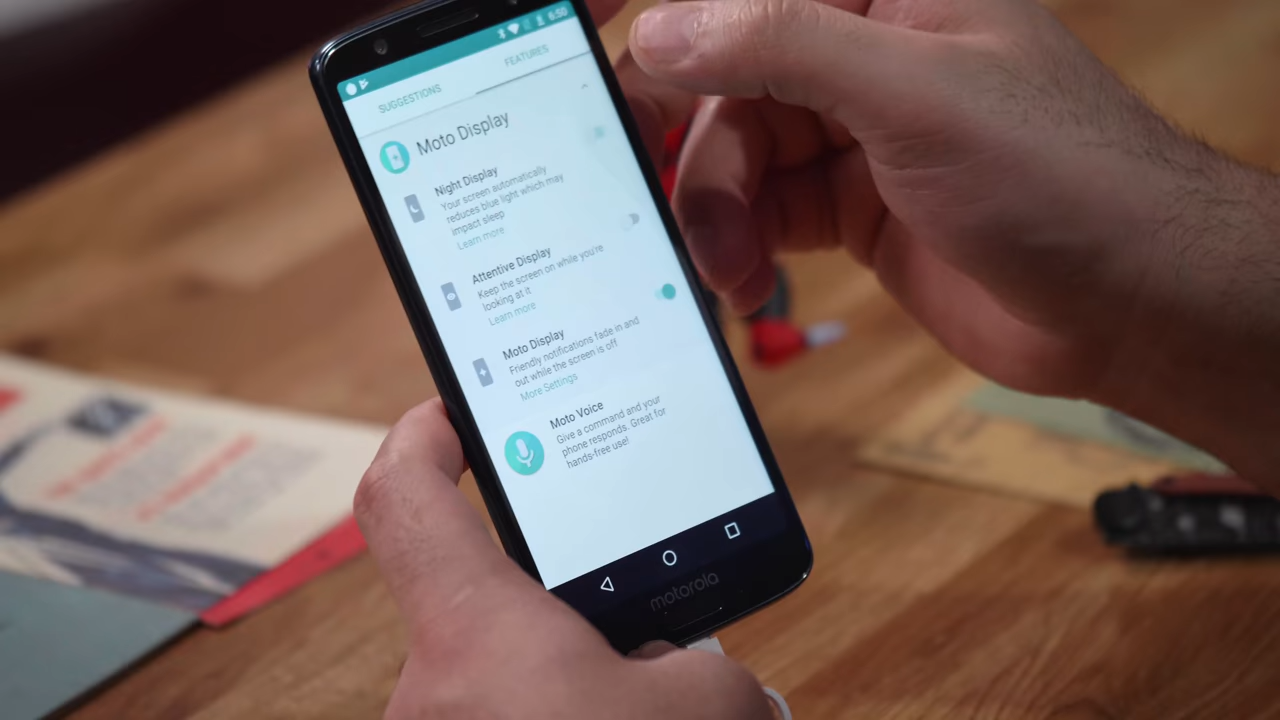 6:50
SUGGESTIONS
FEATURES
Moto Display
Night Display
Your screen automatically
reduces blue light which may
impact sleep
Learn more
Attentive Display
Keep the screen on while you're
looking at it
Learn more
Moto Display
Friendly notifications fade in and
out while the screen is off
More Settings
Moto Voice
Give a command and your
phone responds. Great for
hands-free use!
motorola